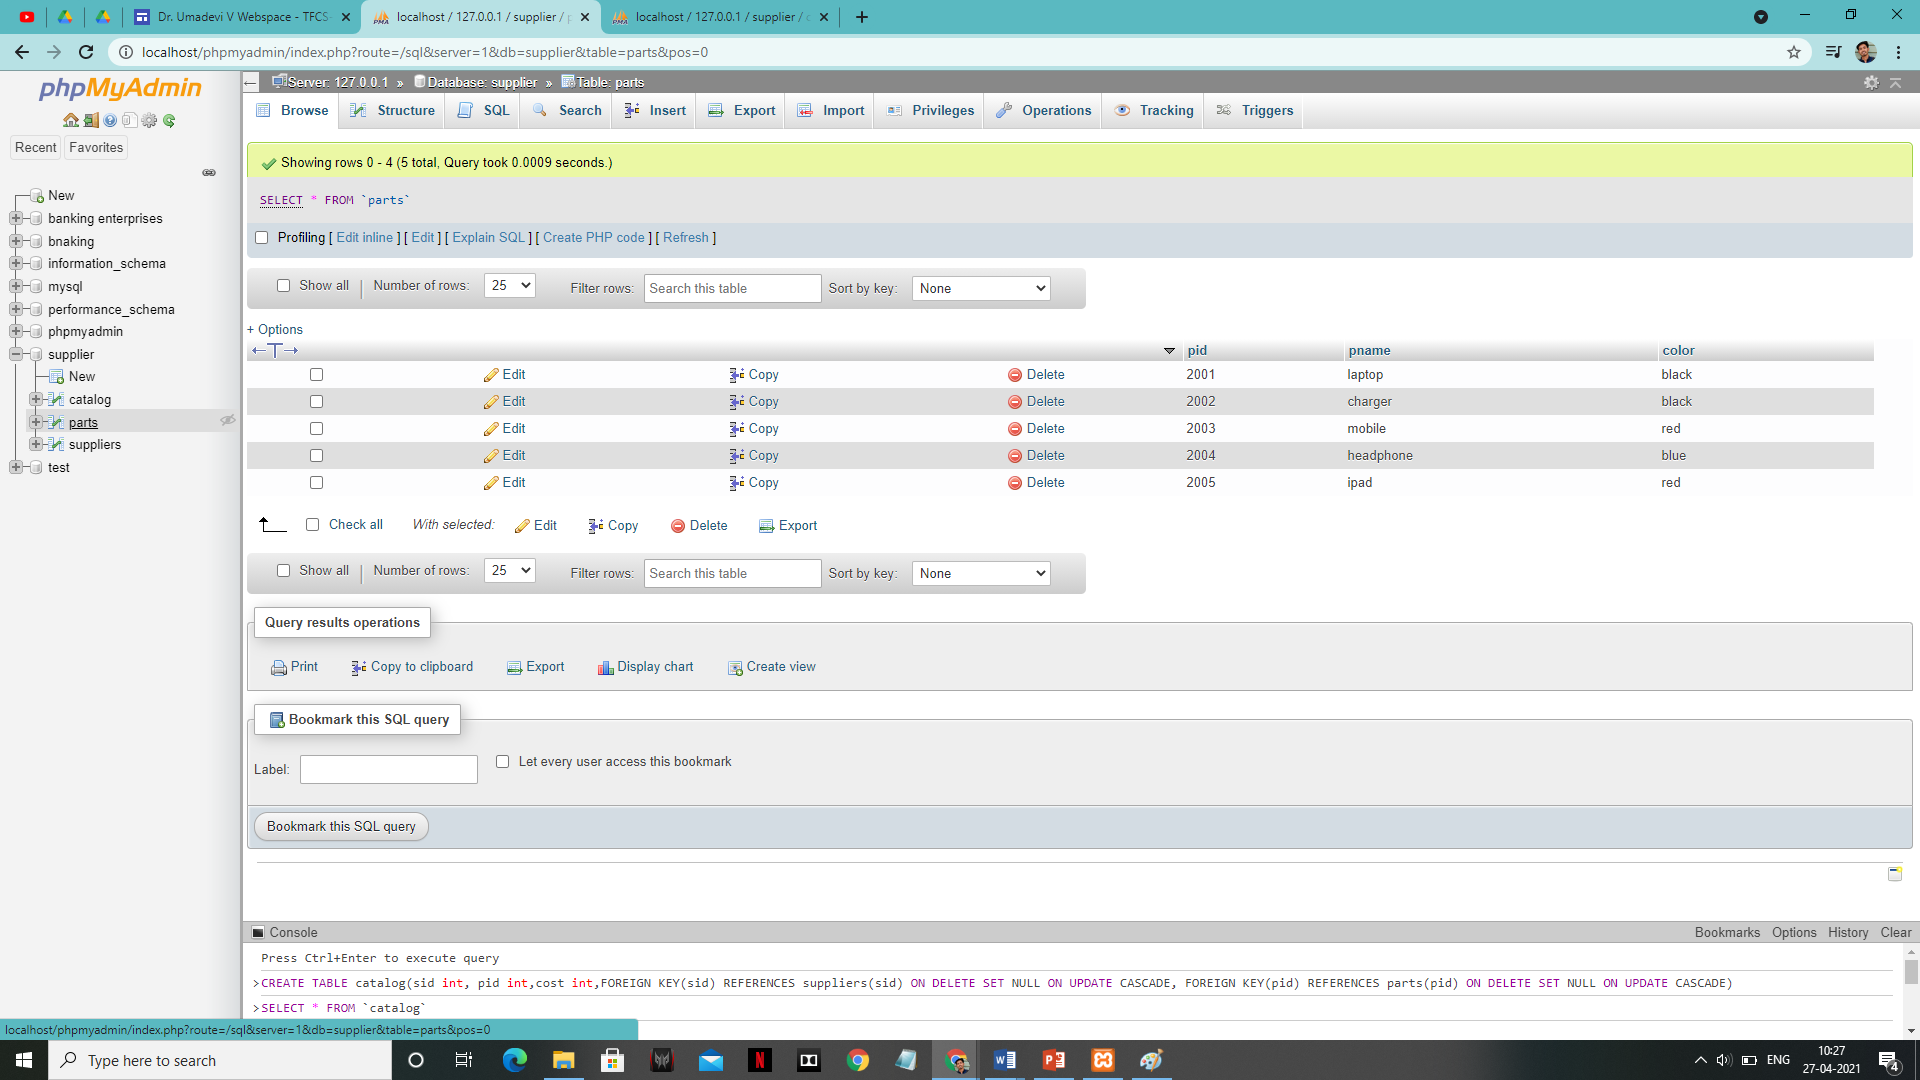 Dr. Umadevi V Webspace - TFCS-
localhost / 127.0.0.1 / supplier /
localhost / 127.0.0.1 / supplier /
localhost/phpmyadmin/index.php?route=/sql&server=1&db=supplier&table=parts&pos=0
phpMyAdmin
Server: 127.0.0.1 » Database: supplier » Table: parts
Browse Structure SQL Search Insert Export Import Privileges Operations Tracking Triggers
Recent Favorites
New
banking enterprises
bnaking
information_schema
mysql
performance_schema
phpmyadmin
supplier
New
catalog
parts
suppliers
test
Showing rows 0 - 4 (5 total, Query took 0.0009 seconds.)
SELECT * FROM `parts`
Profiling [ Edit inline ] [ Edit ] [ Explain SQL ] [ Create PHP code ] [ Refresh ]
Show all Number of rows: 25 Filter rows: Search this table Sort by key: None
+ Options
←T→ pid pname color
Edit Copy Delete 2001 laptop black
Edit Copy Delete 2002 charger black
Edit Copy Delete 2003 mobile red
Edit Copy Delete 2004 headphone blue
Edit Copy Delete 2005 ipad red
Check all With selected: Edit Copy Delete Export
Show all Number of rows: 25 Filter rows: Search this table Sort by key: None
Query results operations
Print Copy to clipboard Export Display chart Create view
Bookmark this SQL query
Label: Let every user access this bookmark
Bookmark this SQL query
Console Bookmarks Options History Clear
Press Ctrl+Enter to execute query
>CREATE TABLE catalog(sid int, pid int,cost int,FOREIGN KEY(sid) REFERENCES suppliers(sid) ON DELETE SET NULL ON UPDATE CASCADE, FOREIGN KEY(pid) REFERENCES parts(pid) ON DELETE SET NULL ON UPDATE CASCADE)
>SELECT * FROM `catalog`
localhost/phpmyadmin/index.php?route=/sql&server=1&db=supplier&table=parts&pos=0
Type here to search
ENG
10:27
27-04-2021
4